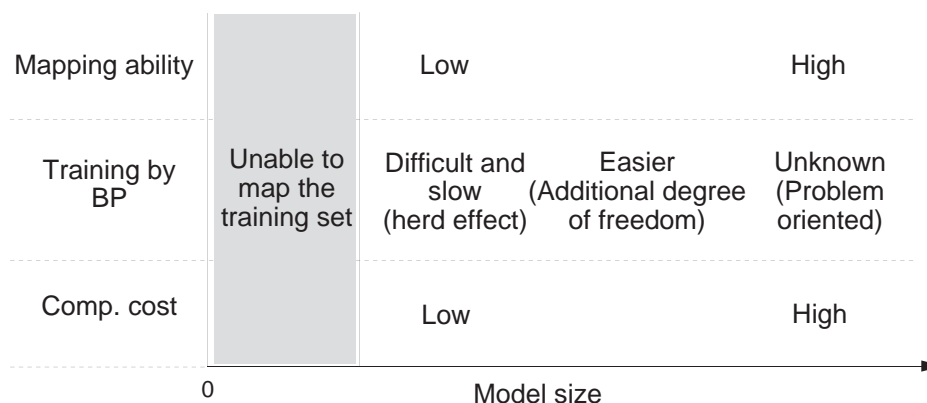 Mapping ability
Low
High
Training by
BP
Unable to
map the
training set
Difficult and
slow
(herd effect)
Easier
(Additional degree
of freedom)
Unknown
(Problem
oriented)
Comp. cost
Low
High
0
Model size